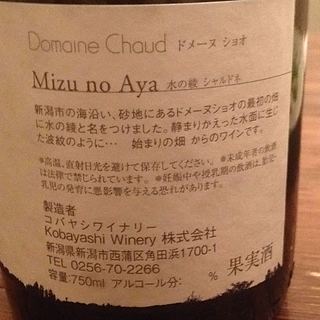 Domaine Chaud ドメーヌ ショオ
Mizu no Aya 水の綾 シャルドネ
新潟市の海沿い、砂地にあるドメーヌショオの最初の畑
に水の綾と名をつけました。静まりかえった水面に生じ
た波紋のように… 始まりの畑 からのワインです。
＊高温、直射日光を避けて保存してください。＊未成年者の飲酒
は法律で禁じられています。＊妊娠中や授乳期の飲酒は、胎児・
乳児の発育に悪影響を与える恐れがあります。
製造者
コバヤシワイナリー
Kobayashi Winery 株式会社
新潟県新潟市西蒲区角田浜1700-1
TEL 0256-70-2266
容量:750ml アルコール分: % 果実酒